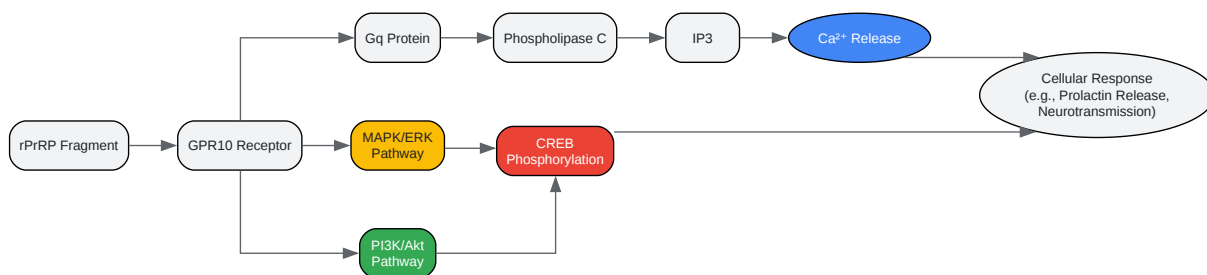 Gq Protein
Phospholipase C
IP3
Ca²⁺ Release
Cellular Response
(e.g., Prolactin Release,
Neurotransmission)
rPrRP Fragment
GPR10 Receptor
MAPK/ERK
Pathway
CREB
Phosphorylation
PI3K/Akt
Pathway